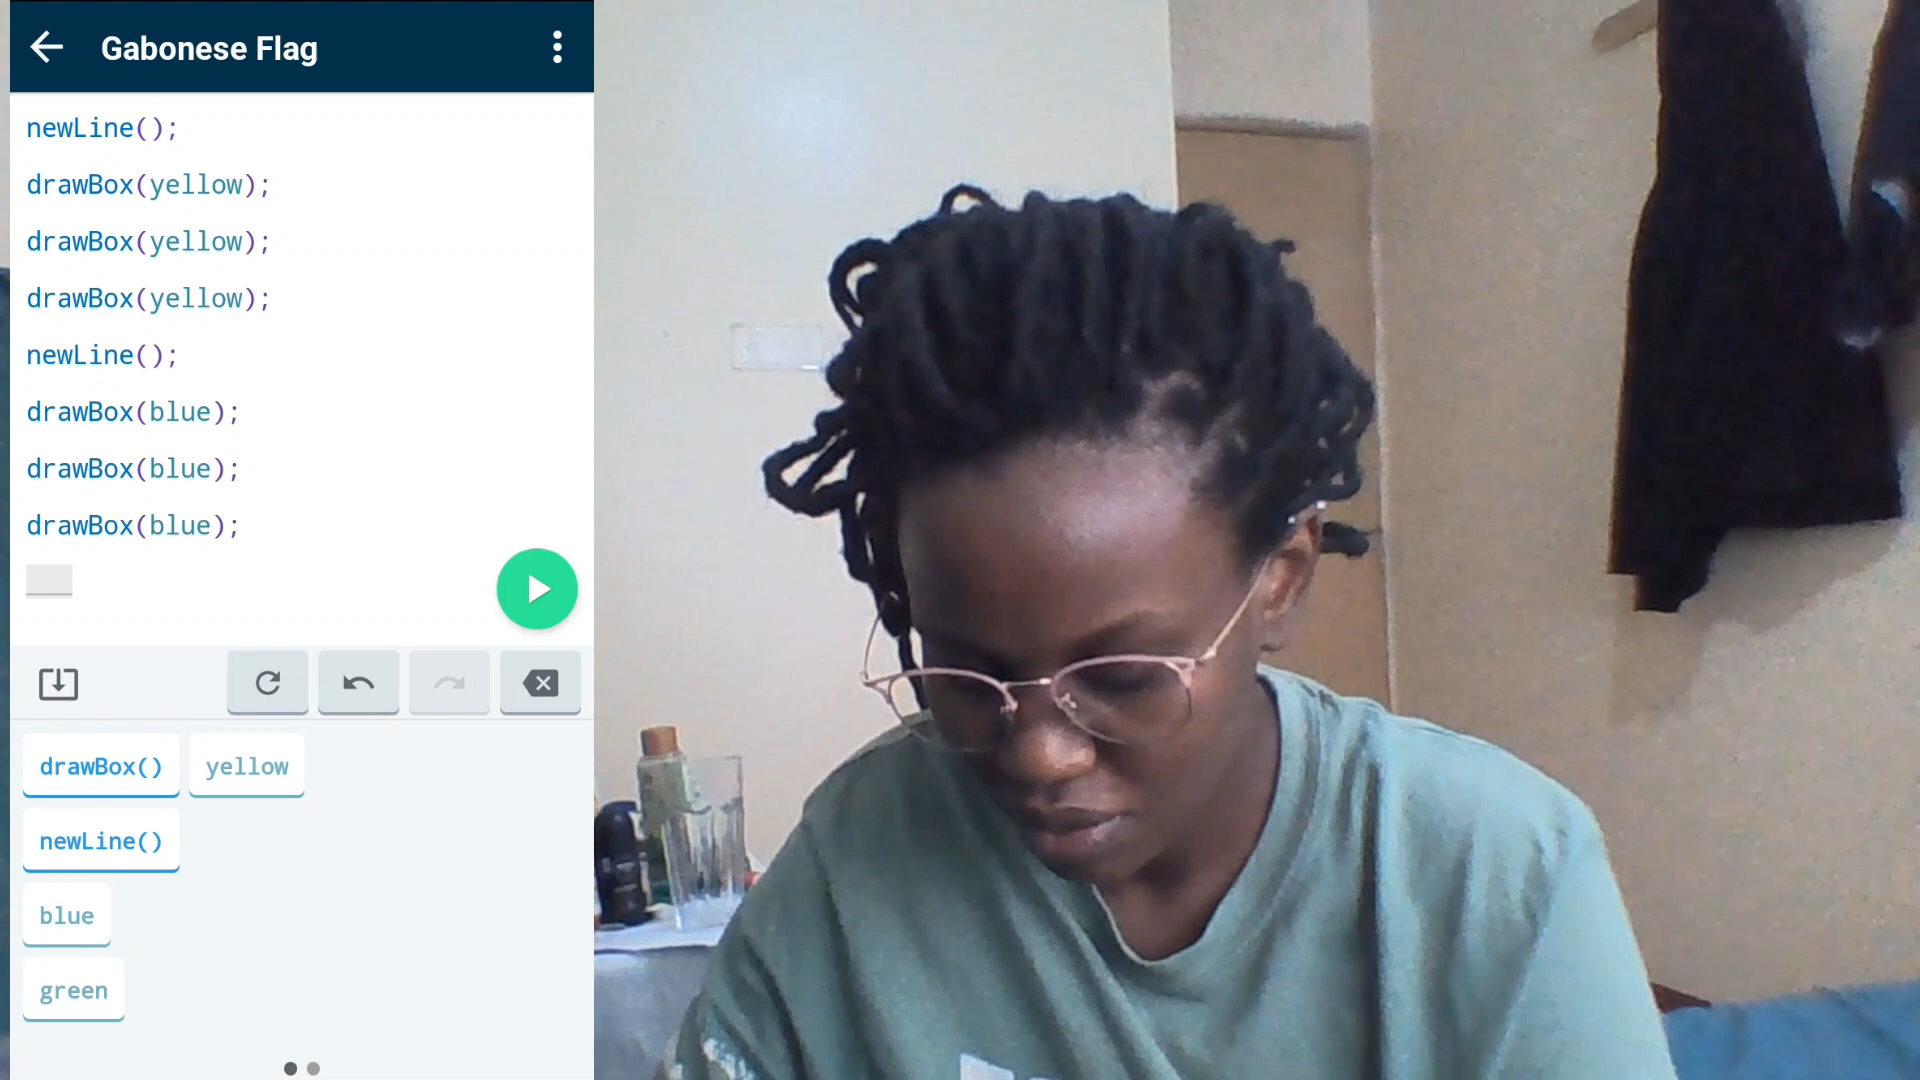 Gabonese Flag
newLine();
drawBox(yellow);
drawBox(yellow);
drawBox(yellow);
newLine();
drawBox(blue);
drawBox(blue);
drawBox(blue);
drawBox() yellow
newLine()
blue
green